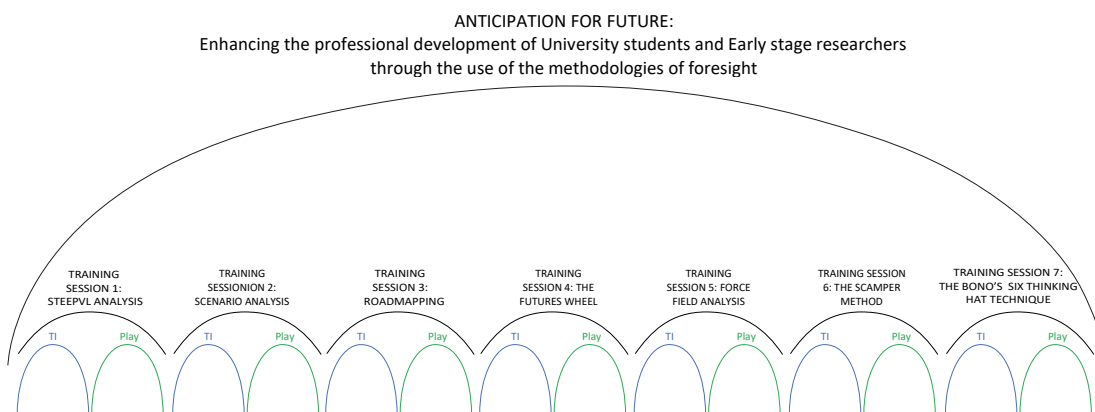 ANTICIPATION FOR FUTURE:
Enhancing the professional development of University students and Early stage researchers
through the use of the methodologies of foresight
TRAINING
SESSION 1:
STEEPVL ANALYSIS
TRAINING
SESSIONION 2:
SCENARIO ANALYSIS
TRAINING
SESSION 3:
ROADMAPPING
TRAINING
SESSION 4: THE
FUTURES WHEEL
TRAINING
SESSION 5: FORCE
FIELD ANALYSIS
TRAINING SESSION
6: THE SCAMPER
METHOD
TRAINING SESSION 7:
THE BONO'S SIX THINKING
HAT TECHNIQUE
TI
Play
TI
Play
TI
Play
TI
Play
TI
Play
TI
Play
TI
Play